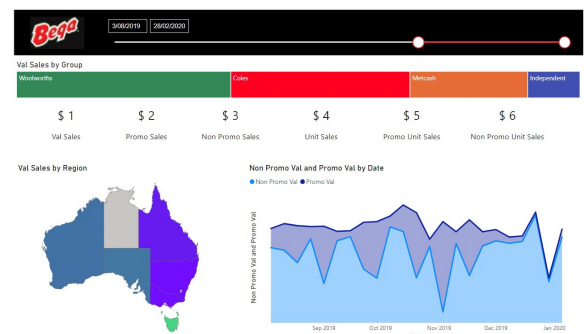 Bega
3/08/2019 28/02/2020
Val Sales by Group
Woolworths Coles Metcash Independent
$ 1 $ 2 $ 3 $ 4 $ 5 $ 6
Val Sales Promo Sales Non Promo Sales Unit Sales Promo Unit Sales Non Promo Unit Sales
Val Sales by Region
Non Promo Val and Promo Val by Date
Non Promo Val Promo Val
Non Promo Val and Promo Val
Sep 2019 Oct 2019 Nov 2019 Dec 2019 Jan 2020